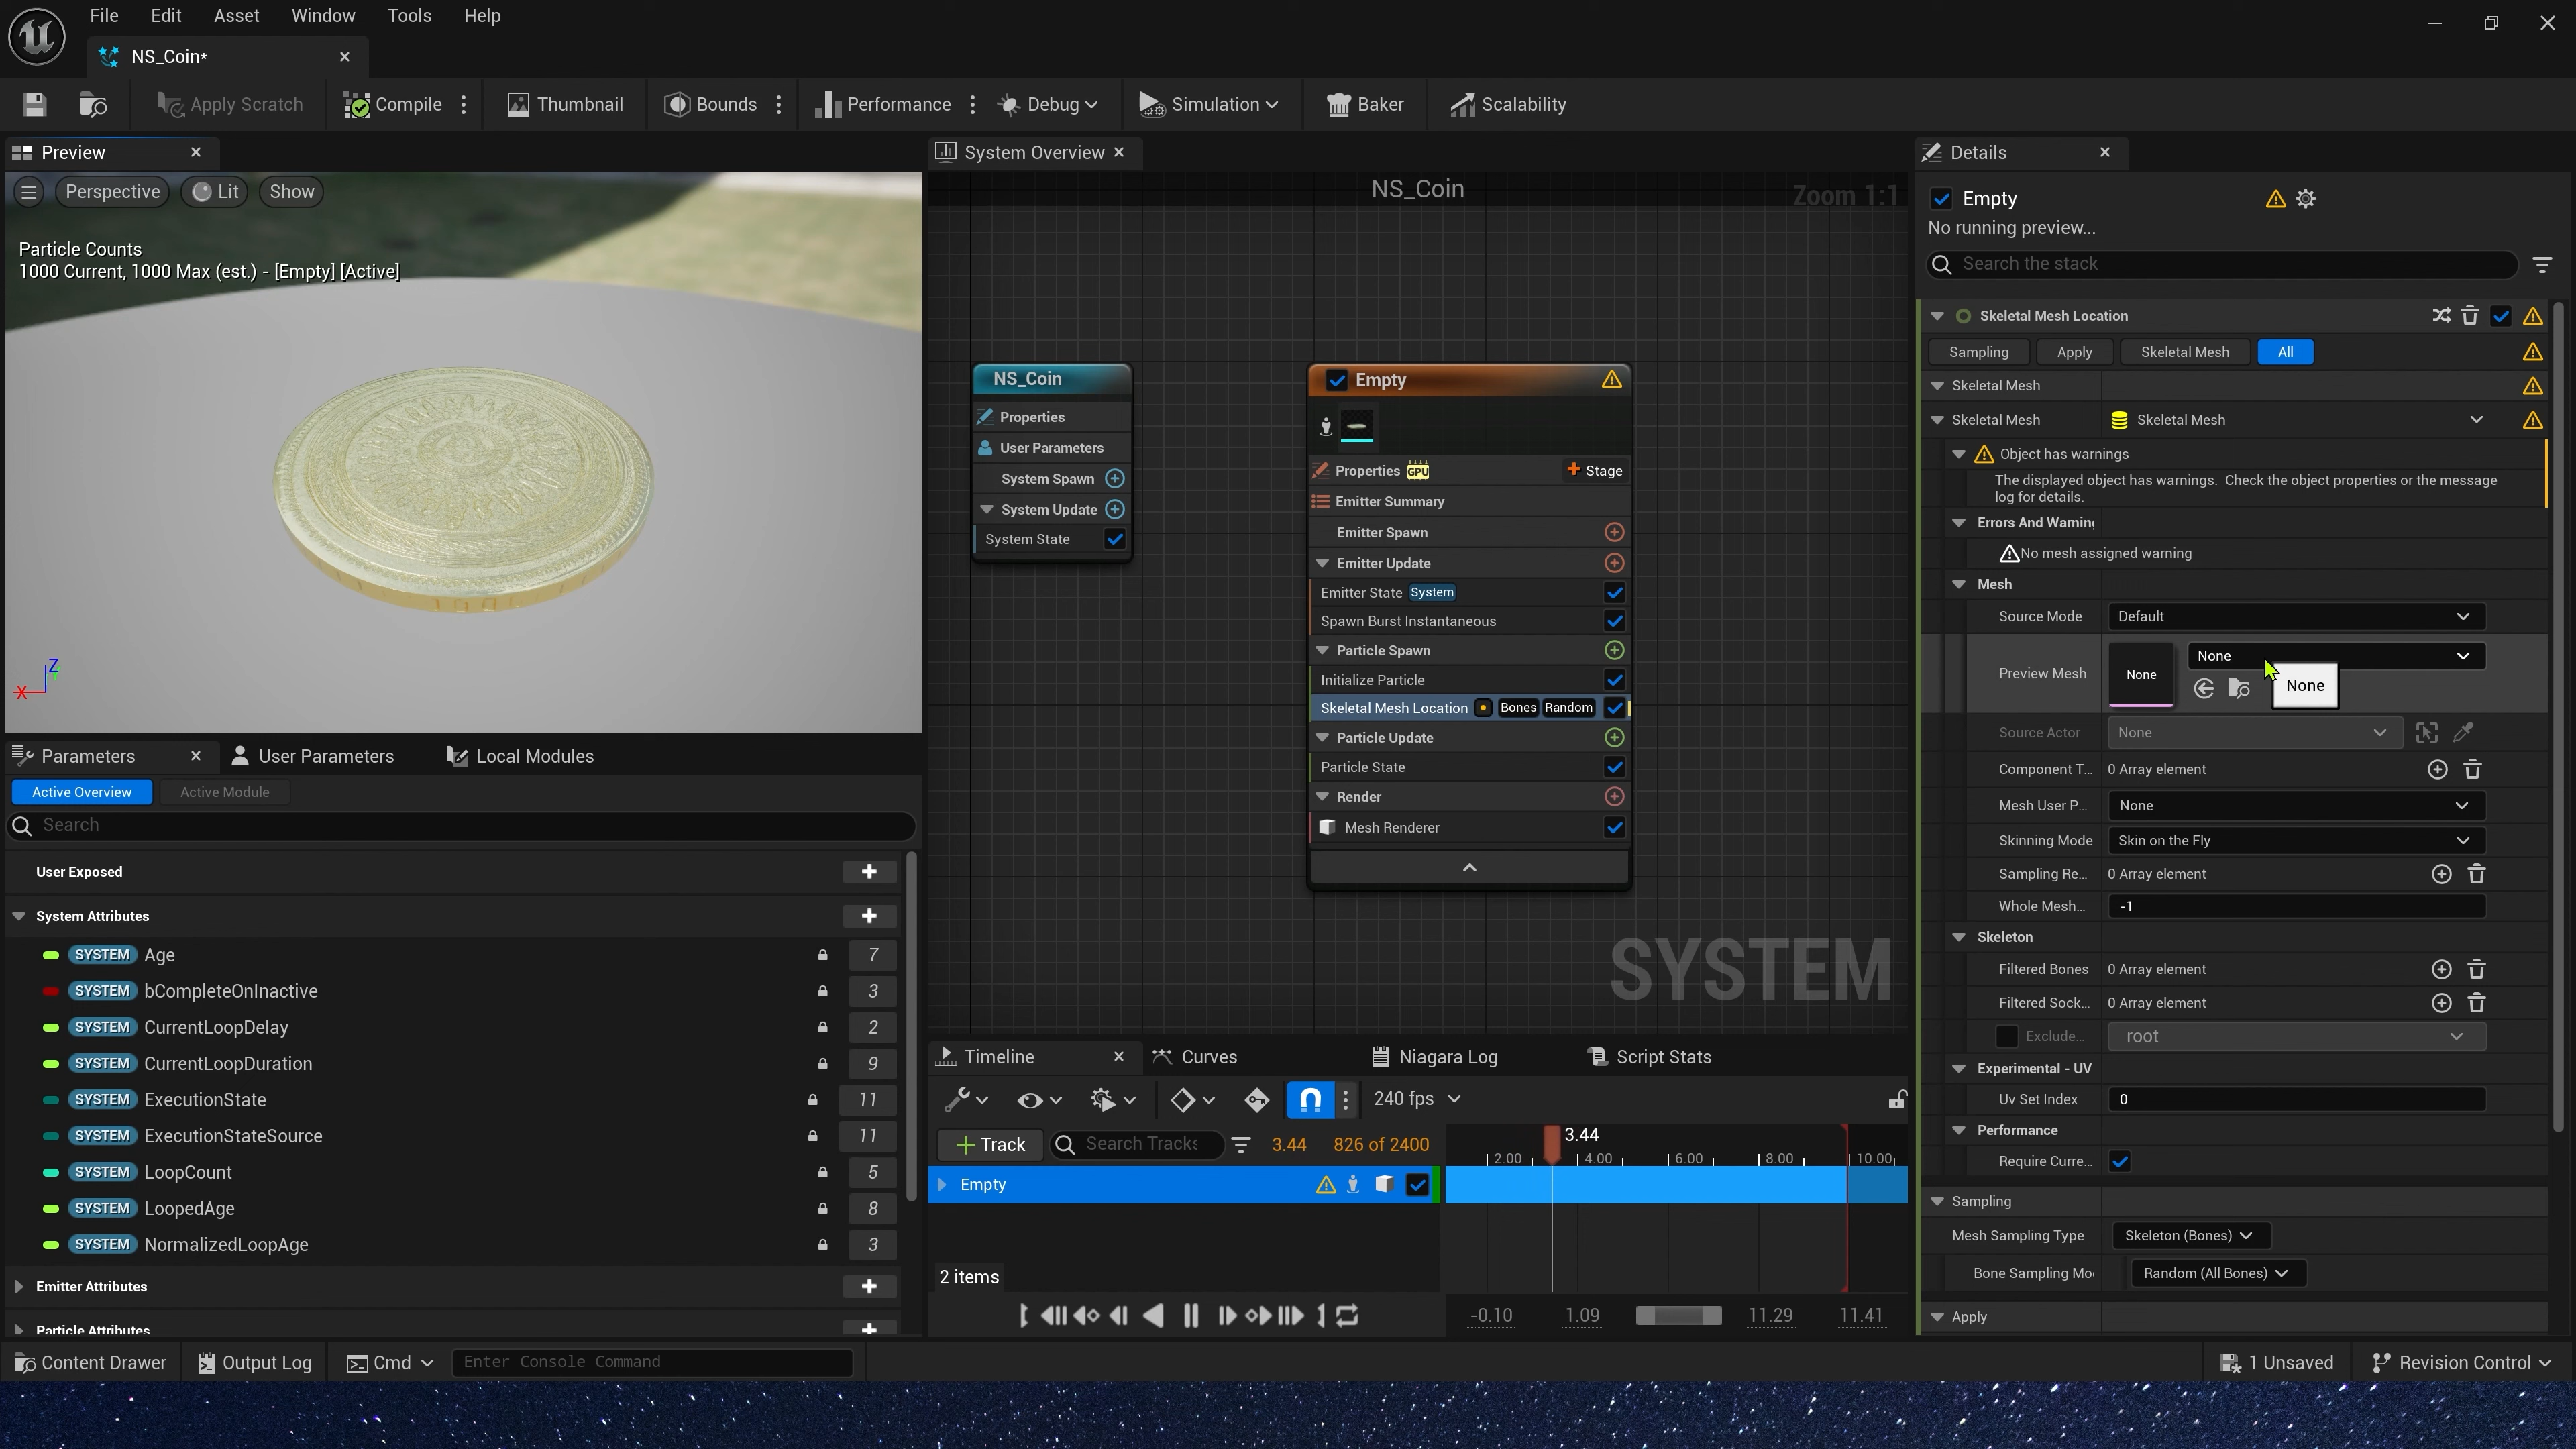 File Edit Asset Window Tools Help
NS_Coin*
Apply Scratch Compile Thumbnail Bounds Performance Debug Simulation Baker Scalability
Preview
Perspective Lit Show
Particle Counts
1000 Current, 1000 Max (est.) - [Empty] [Active]
Z
X
System Overview
NS_Coin
Zoom 1:1
NS_Coin
Properties
User Parameters
System Spawn
System Update
System State
Empty
Properties GPU Stage
Emitter Summary
Emitter Spawn
Emitter Update
Emitter State System
Spawn Burst Instantaneous
Particle Spawn
Initialize Particle
Skeletal Mesh Location Bones Random
Particle Update
Particle State
Render
Mesh Renderer
SYSTEM
Details
Empty
No running preview...
Search the stack
Skeletal Mesh Location
Sampling Apply Skeletal Mesh All
Skeletal Mesh
Skeletal Mesh Skeletal Mesh
Object has warnings
The displayed object has warnings. Check the object properties or the message
log for details.
Errors And Warning
No mesh assigned warning
Mesh
Source Mode Default
Preview Mesh None None
None
Source Actor None
Component T... 0 Array element
Mesh User P... None
Skinning Mode Skin on the Fly
Sampling Re... 0 Array element
Whole Mesh... -1
Skeleton
Filtered Bones 0 Array element
Filtered Sock... 0 Array element
Exclude... root
Experimental - UV
Uv Set Index 0
Performance
Require Curre...
Sampling
Mesh Sampling Type Skeleton (Bones)
Bone Sampling Mo Random (All Bones)
Apply
Parameters User Parameters Local Modules
Active Overview Active Module
Search
User Exposed
System Attributes
SYSTEM Age 7
SYSTEM bCompleteOnInactive 3
SYSTEM CurrentLoopDelay 2
SYSTEM CurrentLoopDuration 9
SYSTEM ExecutionState 11
SYSTEM ExecutionStateSource 11
SYSTEM LoopCount 5
SYSTEM LoopedAge 8
SYSTEM NormalizedLoopAge 3
Emitter Attributes
Particle Attributes
Timeline Curves Niagara Log Script Stats
240 fps
Track Search Tracks 3.44 826 of 2400
3.44
2.00 4.00 6.00 8.00 10.00
Empty
2 items
-0.10 1.09 11.29 11.41
Content Drawer Output Log Cmd Enter Console Command 1 Unsaved Revision Control